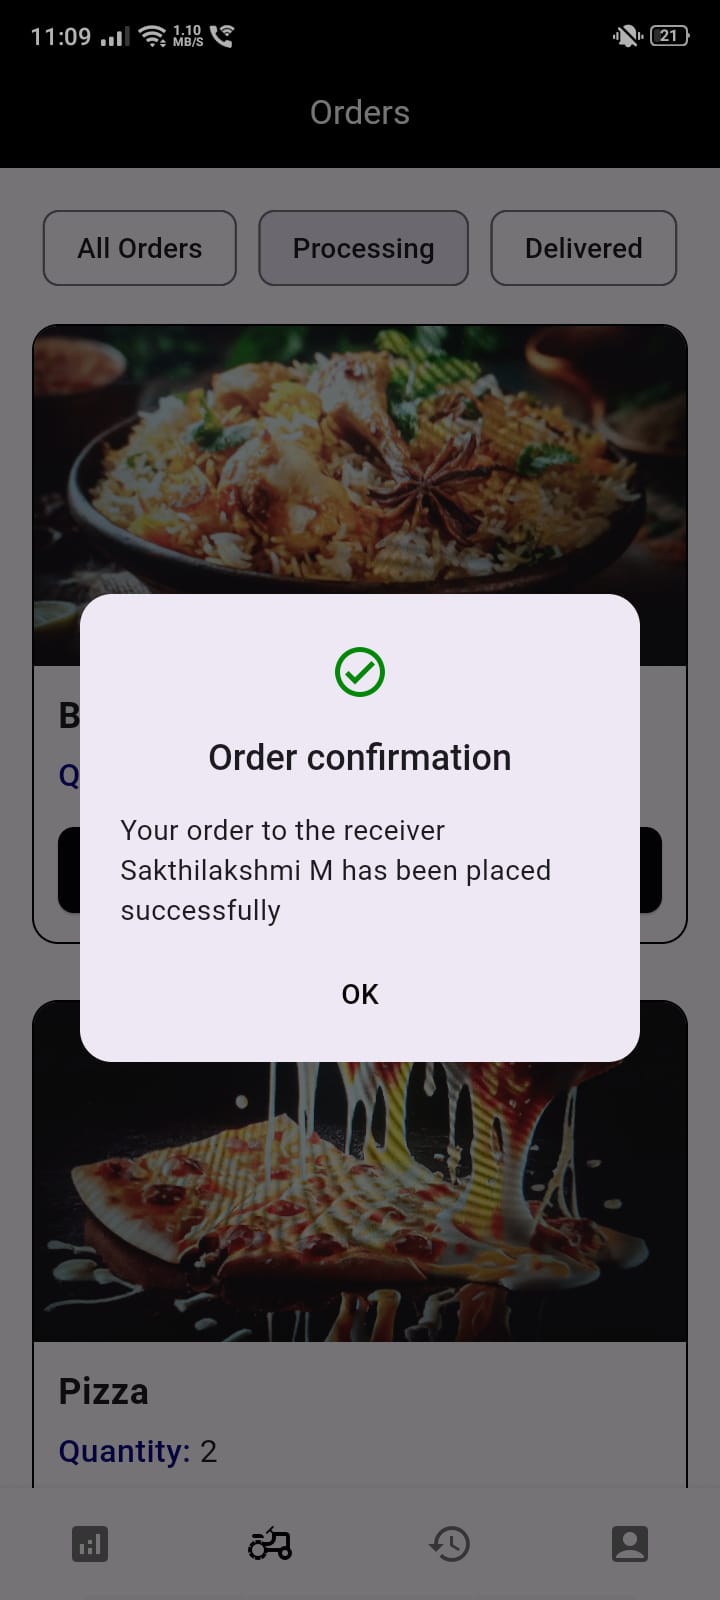 11:09 1.10 MB/S 21
Orders
All Orders Processing Delivered
Order confirmation
Your order to the receiver
Sakthilakshmi M has been placed
successfully
OK
Pizza
Quantity: 2